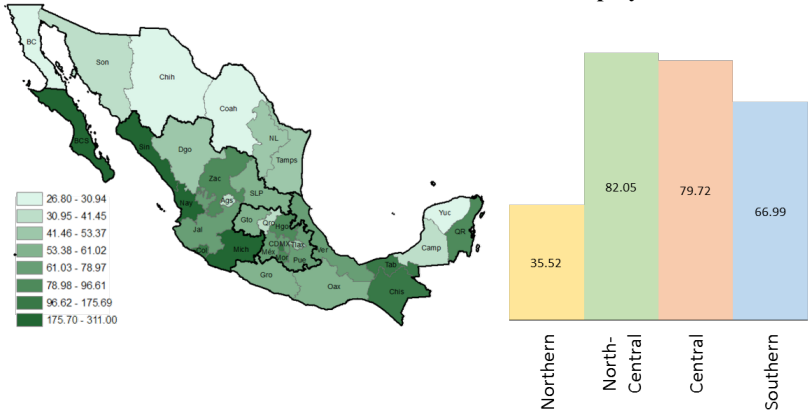 BC
Son
Chih
Coah
BCS
Sin
Dgo
NL
Tamps
Zac
SLP
Nay
Ags
Jal
Gto
Qro
Hgo
Col
Mich
CDMX
Tlax
Méx
Mor
Pue
Ver
Gro
Oax
Tab
Chis
Camp
Yuc
QR
26.80 - 30.94
30.95 - 41.45
41.46 - 53.37
53.38 - 61.02
61.03 - 78.97
78.98 - 96.61
96.62 - 175.69
175.70 - 311.00
35.52
82.05
79.72
66.99
Northern
North-
Central
Central
Southern